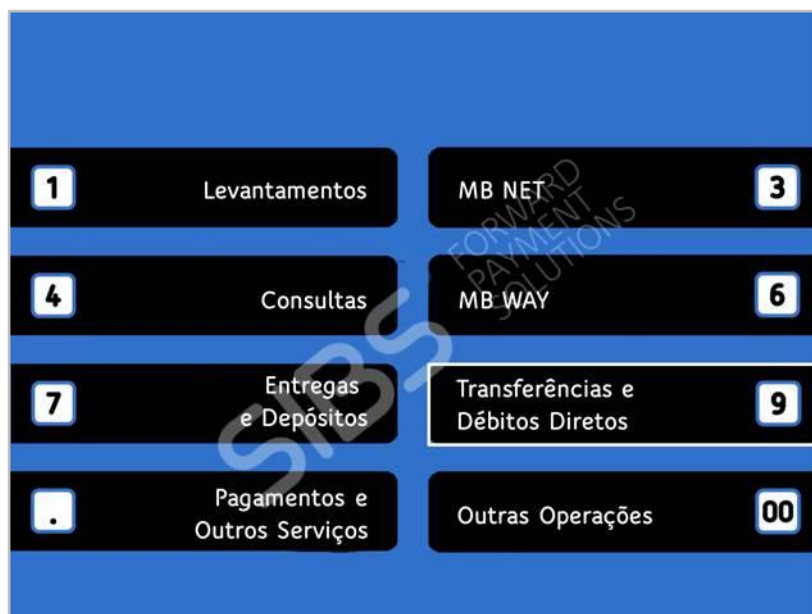 1
Levantamentos
MB NET
3
4
Consultas
MB WAY
6
7
Entregas
e Depósitos
Transferências e
Débitos Diretos
9
.
Pagamentos e
Outros Serviços
Outras Operações
00
SIBS
FORWARD
PAYMENT
SOLUTIONS